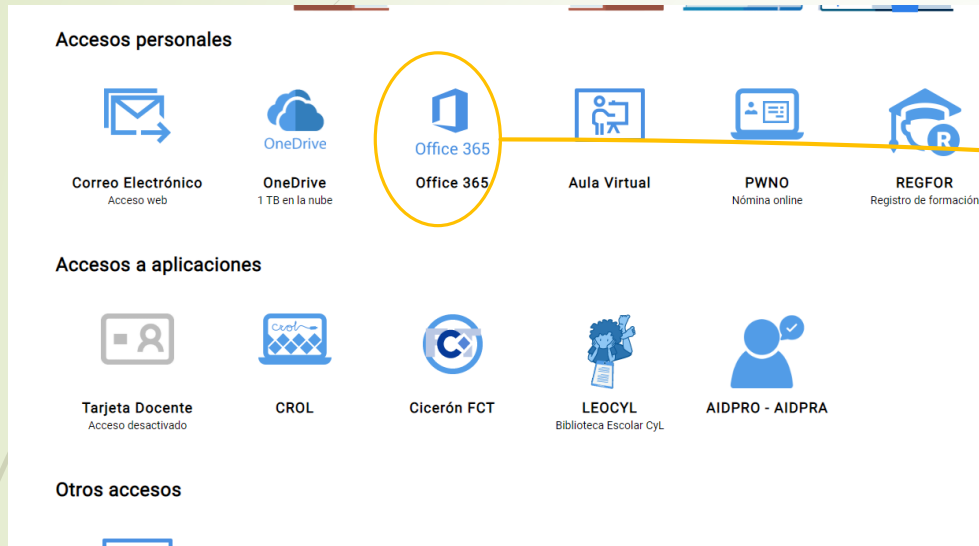 Accesos personales
OneDrive
Office 365
R
Correo Electrónico
Acceso web
OneDrive
1 TB en la nube
Office 365
Aula Virtual
PWNO
Nómina online
REGFOR
Registro de formación
Accesos a aplicaciones
crol
C
Tarjeta Docente
Acceso desactivado
CROL
Cicerón FCT
LEOCYL
Biblioteca Escolar CyL
AIDPRO - AIDPRA
Otros accesos